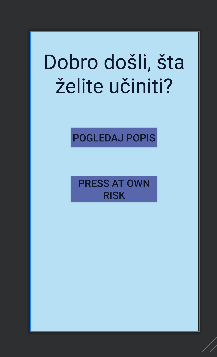 Dobro došli, šta
želite učiniti?
POGLEDAJ POPIS
PRESS AT OWN
RISK